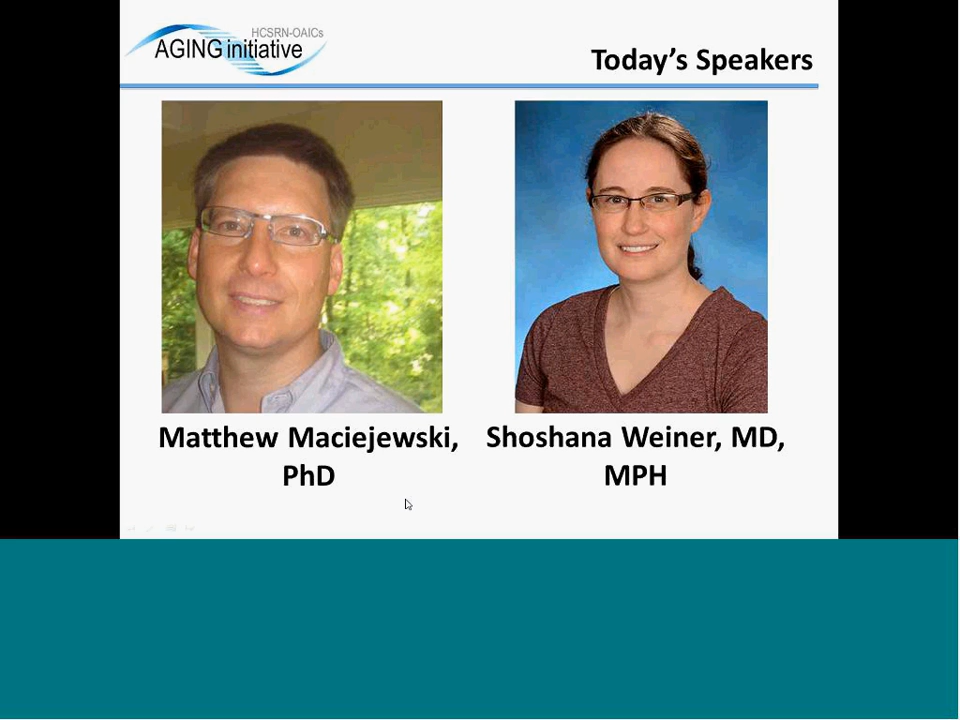 HCSRN-OAICs
AGING initiative
Today's Speakers
Matthew Maciejewski,
PhD
Shoshana Weiner, MD,
MPH